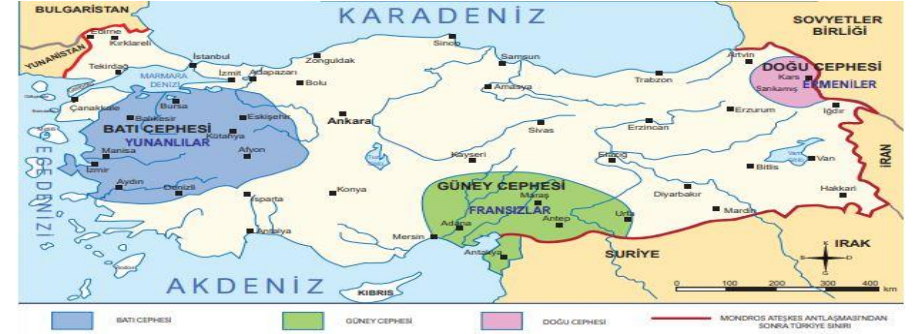 BULGARİSTAN
KARADENİZ
SOVYETLER
BİRLİĞİ
YUNANİSTAN
Edirne
Kırklareli
Tekirdağ
İstanbul
MARMARA
DENİZİ
İzmit
Adapazarı
Zonguldak
Bolu
Sinop
Samsun
Amasya
Trabzon
Artvin
DOĞU CEPHESİ
Kars
ERMENİLER
Sarıkamış
Iğdır
Çanakkale
Bursa
Balıkesir
Eskişehir
BATI CEPHESİ
YUNANLILAR
Kütahya
Manisa
Afyon
İzmir
Aydın
Denizli
Isparta
Antalya
EGE DENİZİ
Ankara
Sivas
Erzincan
Erzurum
Kayseri
Elazığ
Tuz
Konya
GÜNEY CEPHESİ
Maraş
FRANSIZLAR
Adana
Antep
Urfa
Mersin
Antakya
Diyarbakır
Mardin
Bitlis
Van
Van
Hakkari
İRAN
IRAK
SURİYE
AKDENİZ
KIBRIS
K
B
D
G
0 100 200 300 400
km
BATI CEPHESİ
GÜNEY CEPHESİ
DOĞU CEPHESİ
MONDROS ATEŞKES ANTLAŞMASI'NDAN
SONRA TÜRKİYE SINIRI